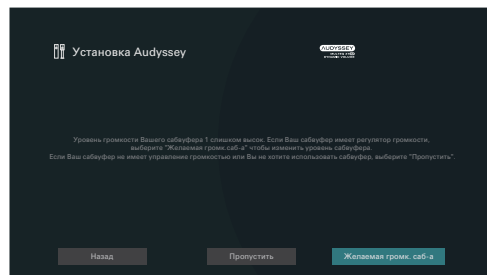 Установка Audyssey
AUDYSSEY
DYNAMIC VOLUME
Уровень громкости Вашего сабвуфера 1 слишком высок. Если Ваш сабвуфер имеет регулятор громкости,
выберите "Желаемая громк.саб-а" чтобы изменить уровень сабвуфера.
Если Ваш сабвуфер не имеет управление громкостью или Вы не хотите использовать сабвуфер, выберите "Пропустить".
Назад
Пропустить
Желаемая громк. саб-а